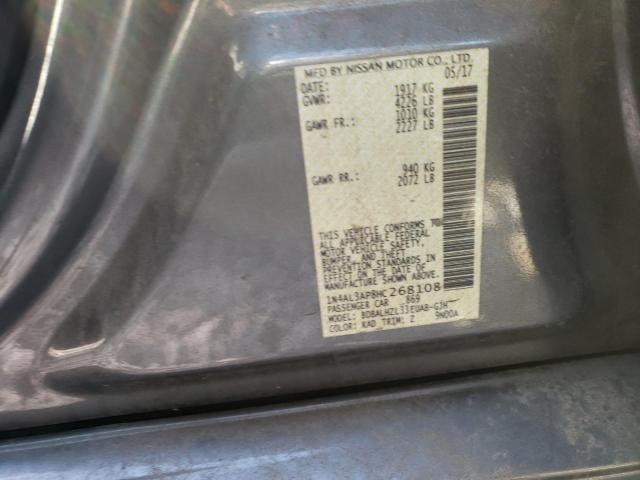 MFD BY NISSAN MOTOR CO., LTD.
DATE: 05/17
GVWR: 1917 KG
4226 LB
GAWR FR.: 1010 KG
2227 LB
GAWR RR.: 940 KG
2072 LB
THIS VEHICLE CONFORMS TO
ALL APPLICABLE FEDERAL
MOTOR VEHICLE SAFETY,
BUMPER, AND THEFT
PREVENTION STANDARDS IN
EFFECT ON THE DATE OF
MANUFACTURE SHOWN ABOVE.
1N4AL3AP8HC268108
PASSENGER CAR 869
MODEL: BDBALHZL33EUAB-GJH-
COLOR: KAD TRIM: Z 9N00A